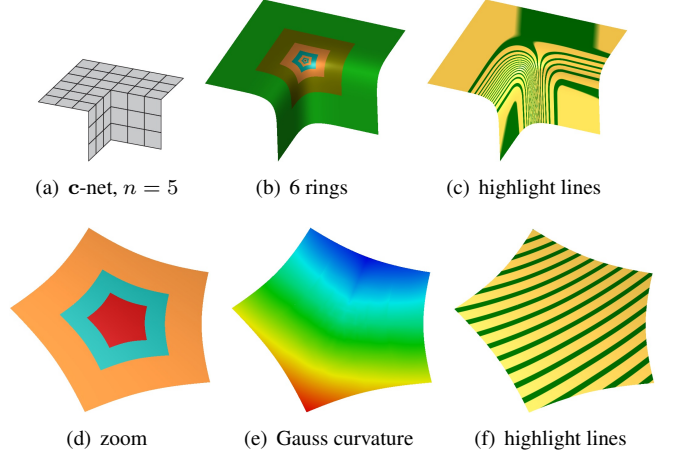 (a) c-net, n = 5
(b) 6 rings
(c) highlight lines
(d) zoom
(e) Gauss curvature
(f) highlight lines